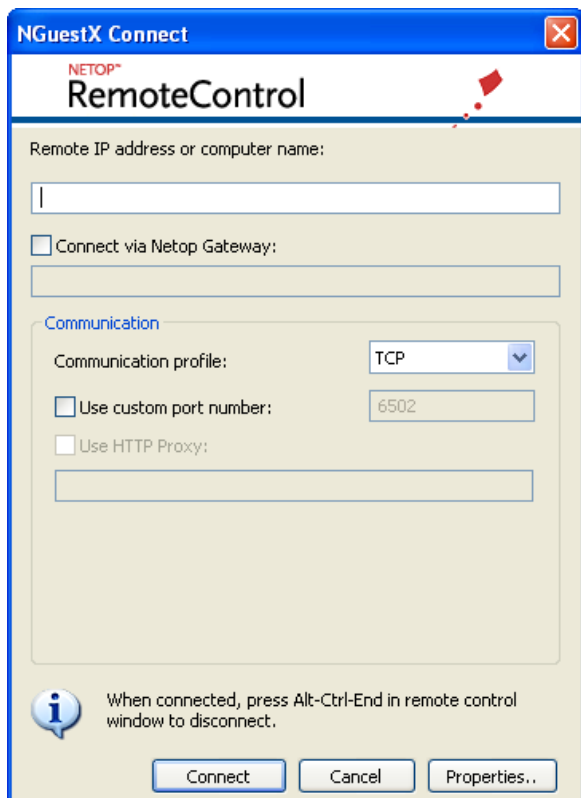 NGuestX Connect
NETOP™
RemoteControl
Remote IP address or computer name:
Connect via Netop Gateway:
Communication
Communication profile:
TCP
Use custom port number:
6502
Use HTTP Proxy:
When connected, press Alt-Ctrl-End in remote control
window to disconnect.
Connect
Cancel
Properties..